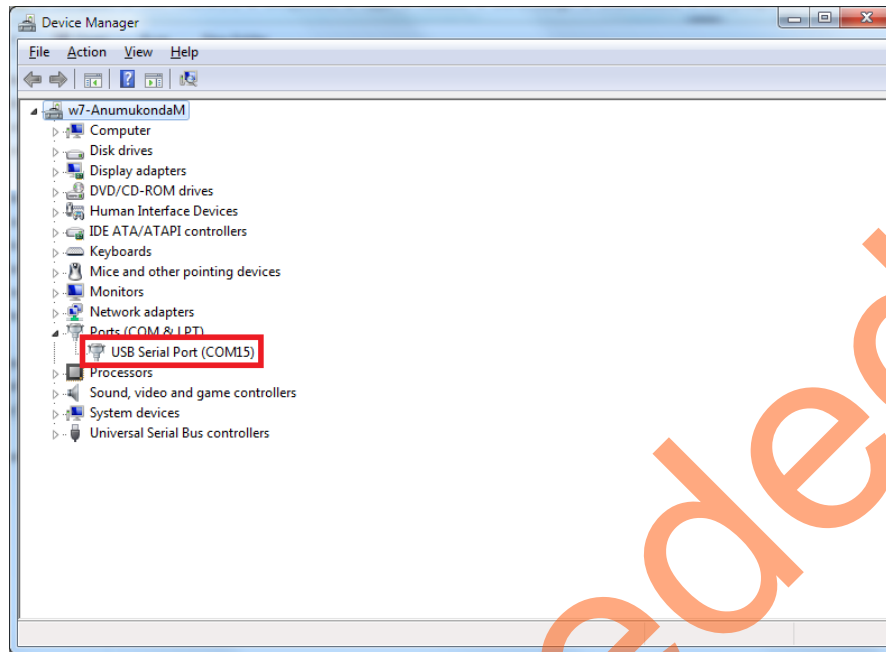 Device Manager
File Action View Help
w7-AnumukondaM
Computer
Disk drives
Display adapters
DVD/CD-ROM drives
Human Interface Devices
IDE ATA/ATAPI controllers
Keyboards
Mice and other pointing devices
Monitors
Network adapters
Ports (COM & LPT)
USB Serial Port (COM15)
Processors
Sound, video and game controllers
System devices
Universal Serial Bus controllers